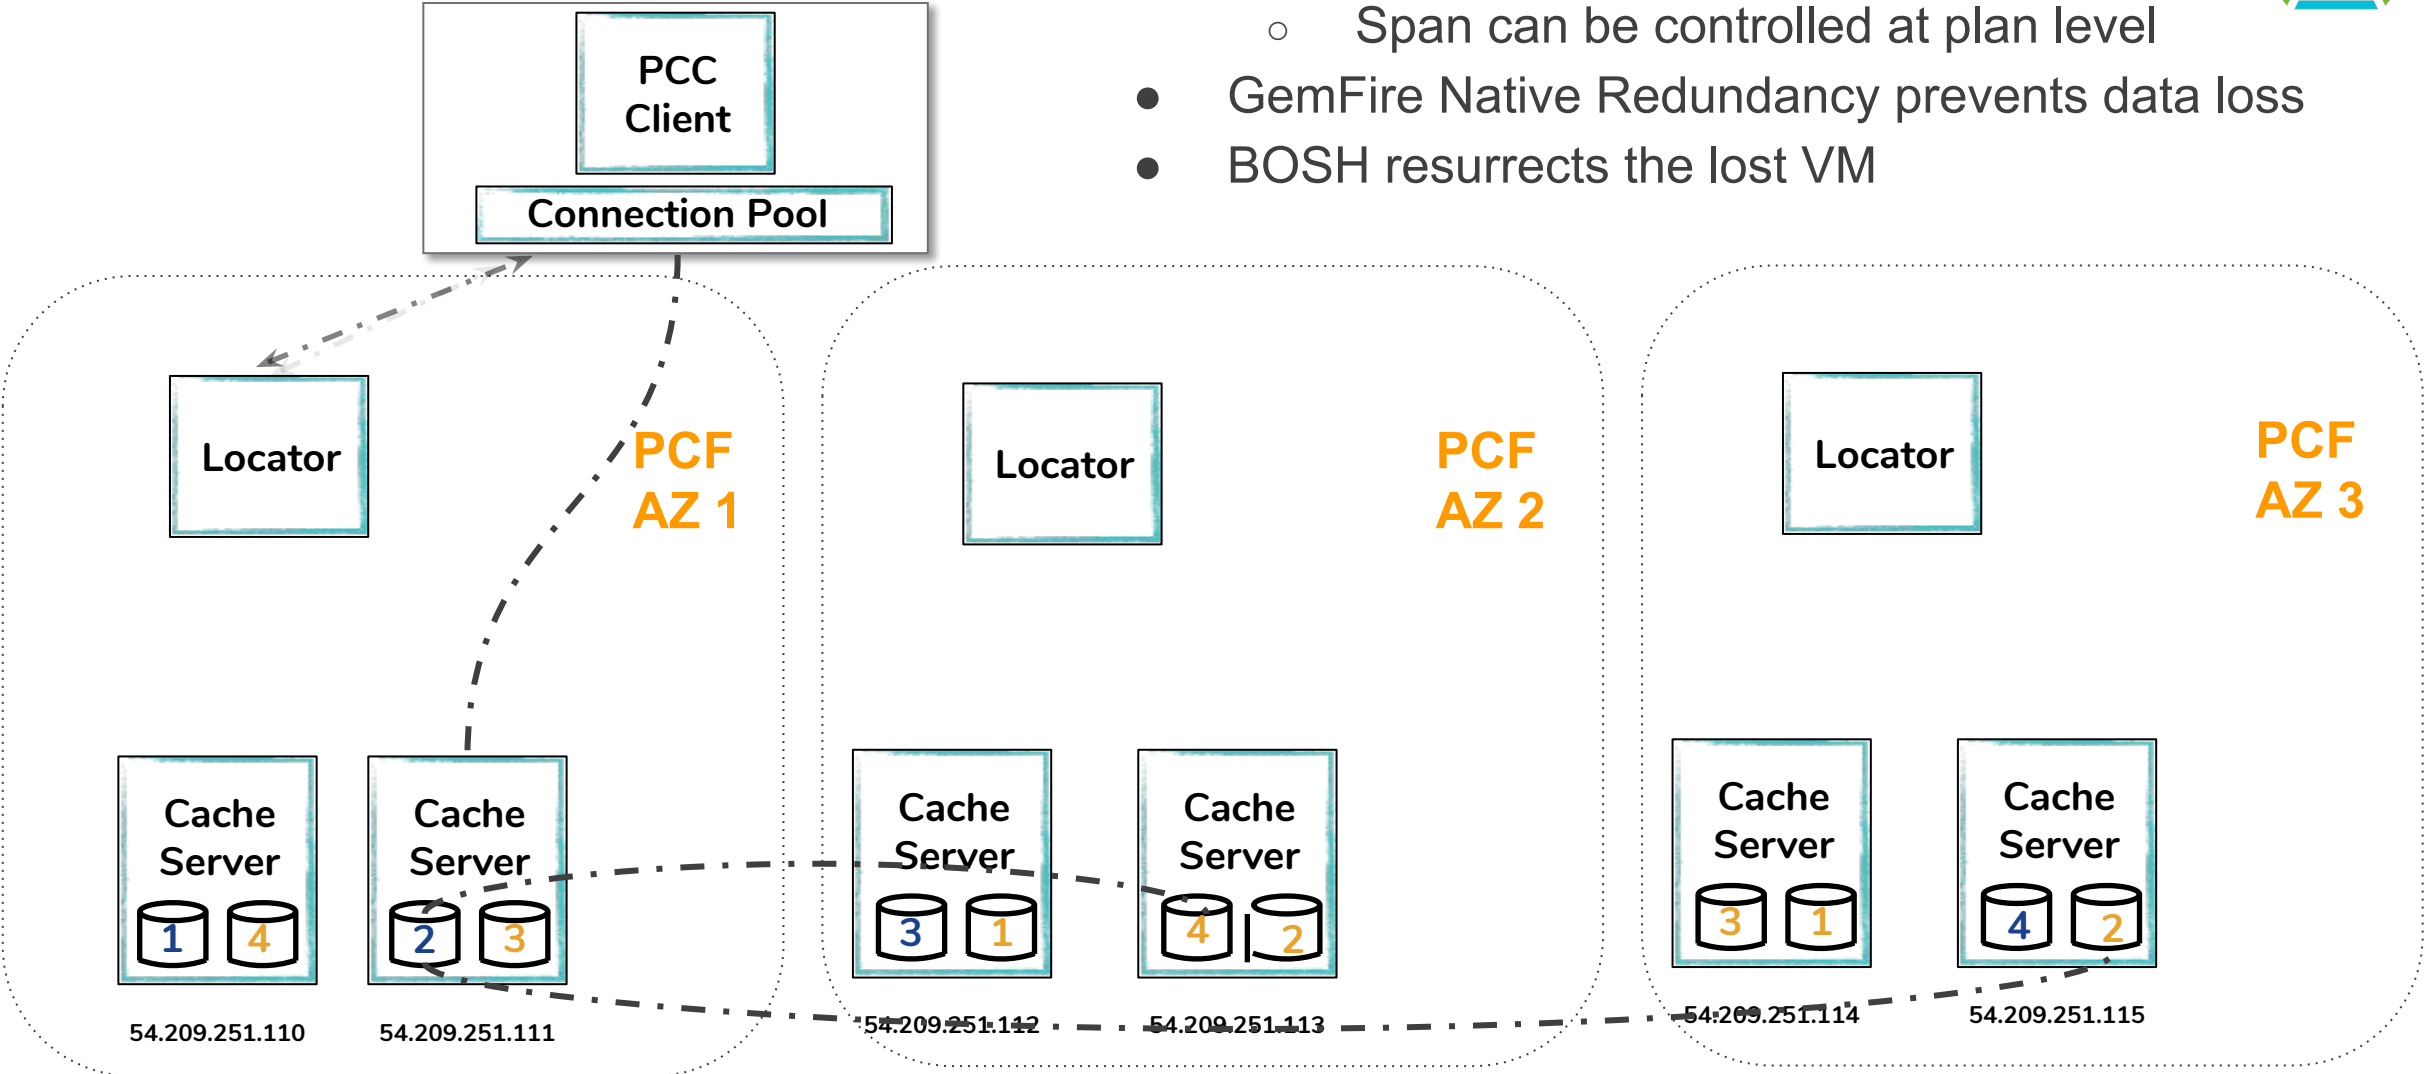 ○ Span can be controlled at plan level
● GemFire Native Redundancy prevents data loss
● BOSH resurrects the lost VM
PCC
Client
Connection Pool
Locator
PCF
AZ 1
Locator
PCF
AZ 2
Locator
PCF
AZ 3
Cache
Server
1 4
54.209.251.110
Cache
Server
2 3
54.209.251.111
Cache
Server
3 1
54.209.251.112
Cache
Server
4 2
54.209.251.113
Cache
Server
3 1
54.209.251.114
Cache
Server
4 2
54.209.251.115